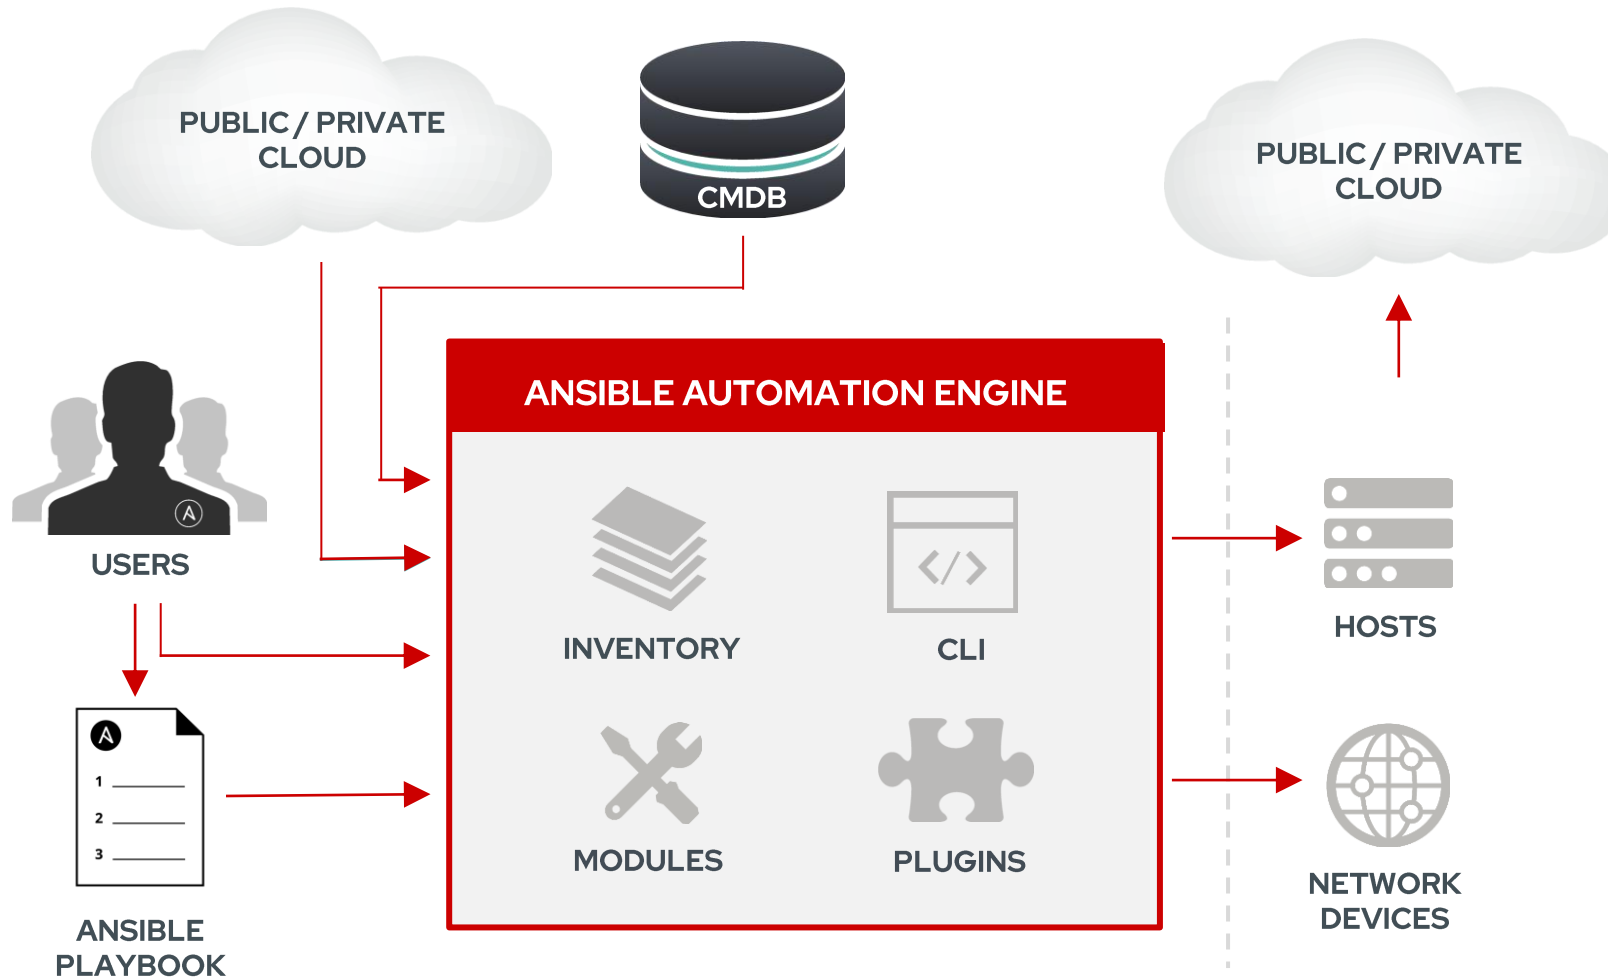 PUBLIC / PRIVATE
CLOUD
CMDB
PUBLIC / PRIVATE
CLOUD
ANSIBLE AUTOMATION ENGINE
USERS
INVENTORY
CLI
HOSTS
1
2
3
MODULES
PLUGINS
NETWORK
DEVICES
ANSIBLE
PLAYBOOK